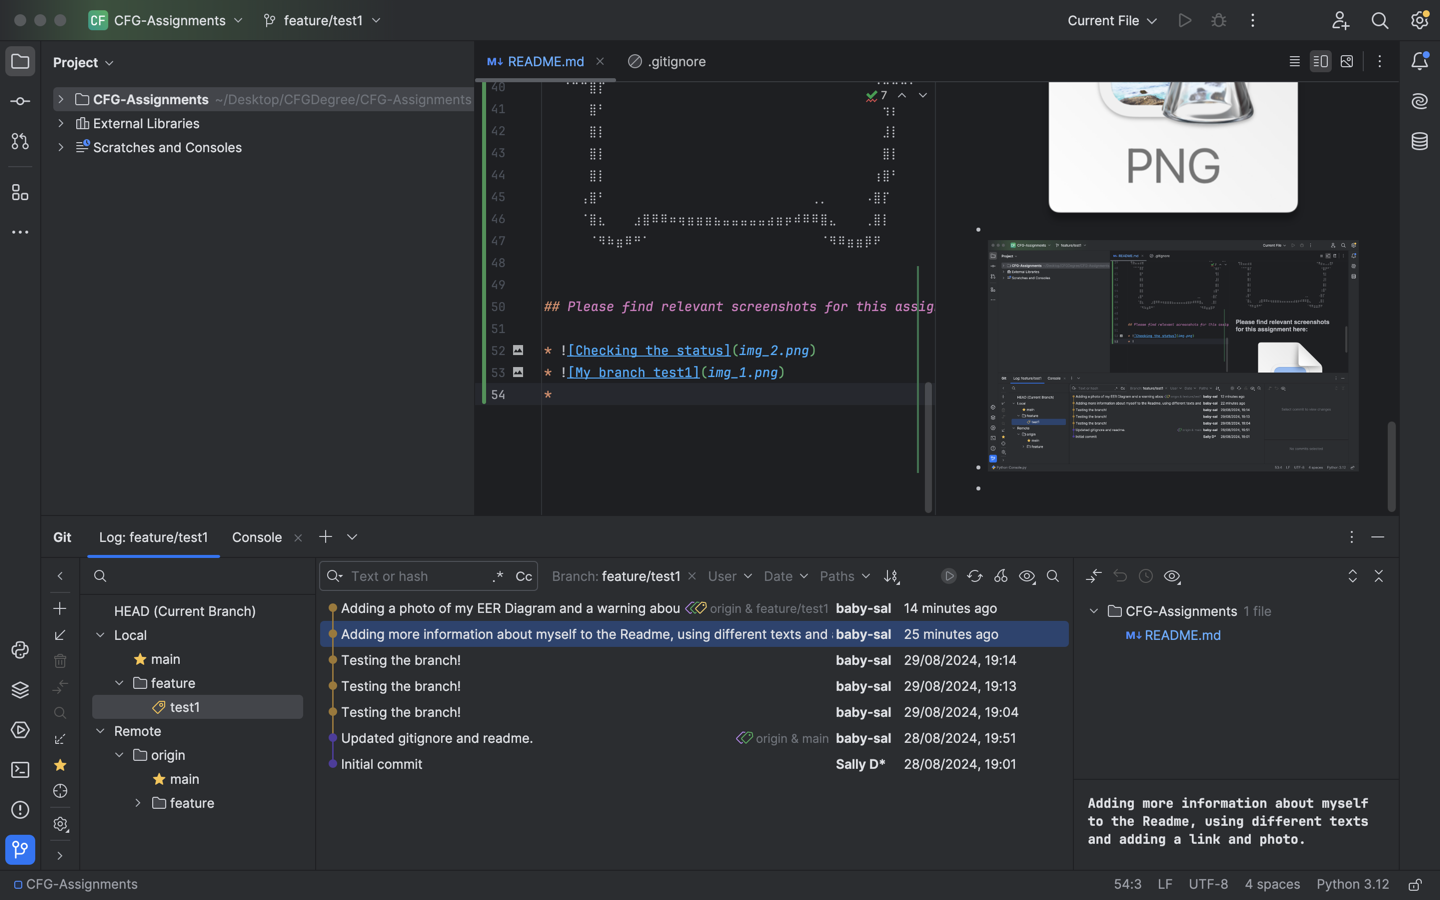 CF CFG-Assignments feature/test1 Current File
Project
CFG-Assignments ~/Desktop/CFGDegree/CFG-Assignments
External Libraries
Scratches and Consoles
M↓ README.md .gitignore
7
40
41
42
43
44
45
46
47
48
49
50 ## Please find relevant screenshots for this assig
51
52 * ![Checking the status](img_2.png)
53 * ![My branch test1](img_1.png)
54 *
PNG
Please find relevant screenshots
for this assignment here:
Git Log: feature/test1 Console
Text or hash .* Cc Branch: feature/test1 User Date Paths
HEAD (Current Branch)
Local
main
feature
test1
Remote
origin
main
feature
Adding a photo of my EER Diagram and a warning abou origin & feature/test1 baby-sal 14 minutes ago
Adding more information about myself to the Readme, using different texts and baby-sal 25 minutes ago
Testing the branch! baby-sal 29/08/2024, 19:14
Testing the branch! baby-sal 29/08/2024, 19:13
Testing the branch! baby-sal 29/08/2024, 19:04
Updated gitignore and readme. origin & main baby-sal 28/08/2024, 19:51
Initial commit Sally D* 28/08/2024, 19:01
CFG-Assignments 1 file
M↓ README.md
Adding more information about myself
to the Readme, using different texts
and adding a link and photo.
CFG-Assignments 54:3 LF UTF-8 4 spaces Python 3.12